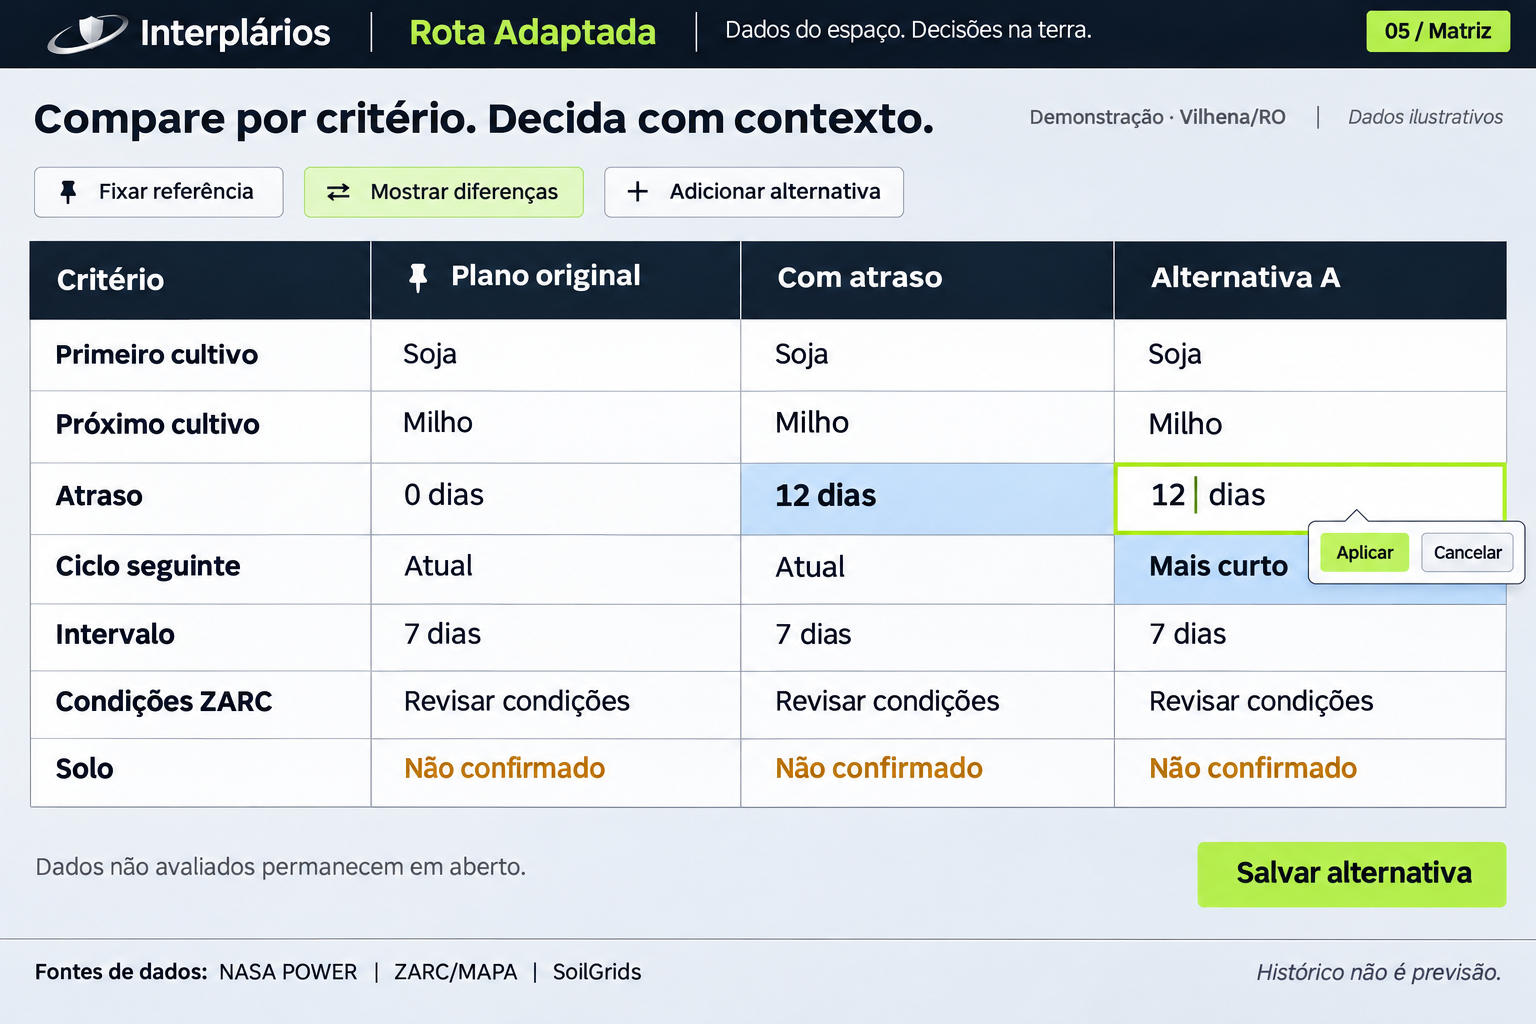 Interplários | Rota Adaptada | Dados do espaço. Decisões na terra.
05 / Matriz
Compare por critério. Decida com contexto.
Demonstração · Vilhena/RO | Dados ilustrativos
Fixar referência
Mostrar diferenças
Adicionar alternativa
Critério Plano original Com atraso Alternativa A
Primeiro cultivo Soja Soja Soja
Próximo cultivo Milho Milho Milho
Atraso 0 dias 12 dias 12 dias
Aplicar Cancelar
Ciclo seguinte Atual Atual Mais curto
Intervalo 7 dias 7 dias 7 dias
Condições ZARC Revisar condições Revisar condições Revisar condições
Solo Não confirmado Não confirmado Não confirmado
Dados não avaliados permanecem em aberto.
Salvar alternativa
Fontes de dados: NASA POWER | ZARC/MAPA | SoilGrids
Histórico não é previsão.